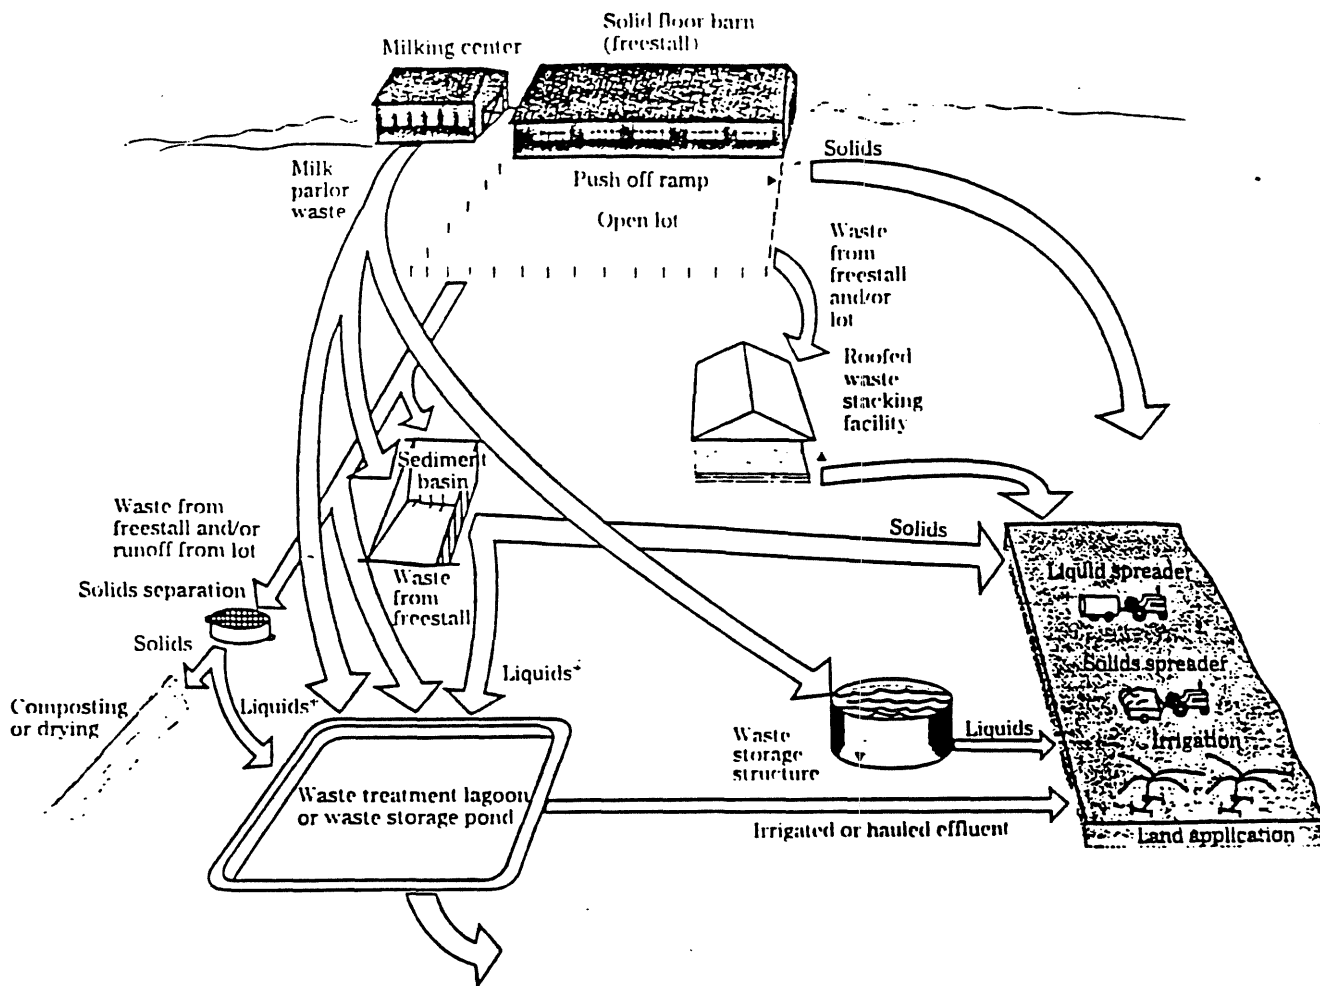 Solid floor barn
(freestall)
Milking center
Milk
parlor
waste
Push off ramp
Open lot
Solids
Waste
from
freestall
and/or
lot
Roofed
waste
stacking
facility
Sediment
basin
Waste from
freestall and/or
runoff from lot
Solids separation
Solids
Waste
from
freestall
Solids
Liquids+
Liquids+
Composting
or drying
Waste treatment lagoon
or waste storage pond
Waste
storage
structure
Liquids
Irrigated or hauled effluent
Liquid spreader
Solids spreader
Irrigation
Land application